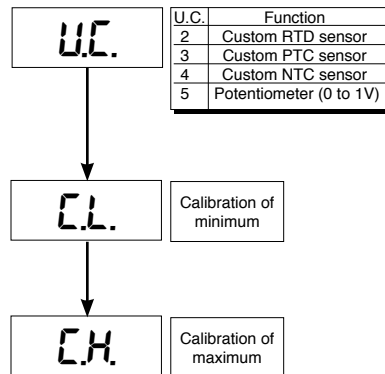 U.C.
U.C. Function
2 Custom RTD sensor
3 Custom PTC sensor
4 Custom NTC sensor
5 Potentiometer (0 to 1V)
C.L.
Calibration of
minimum
C.H.
Calibration of
maximum